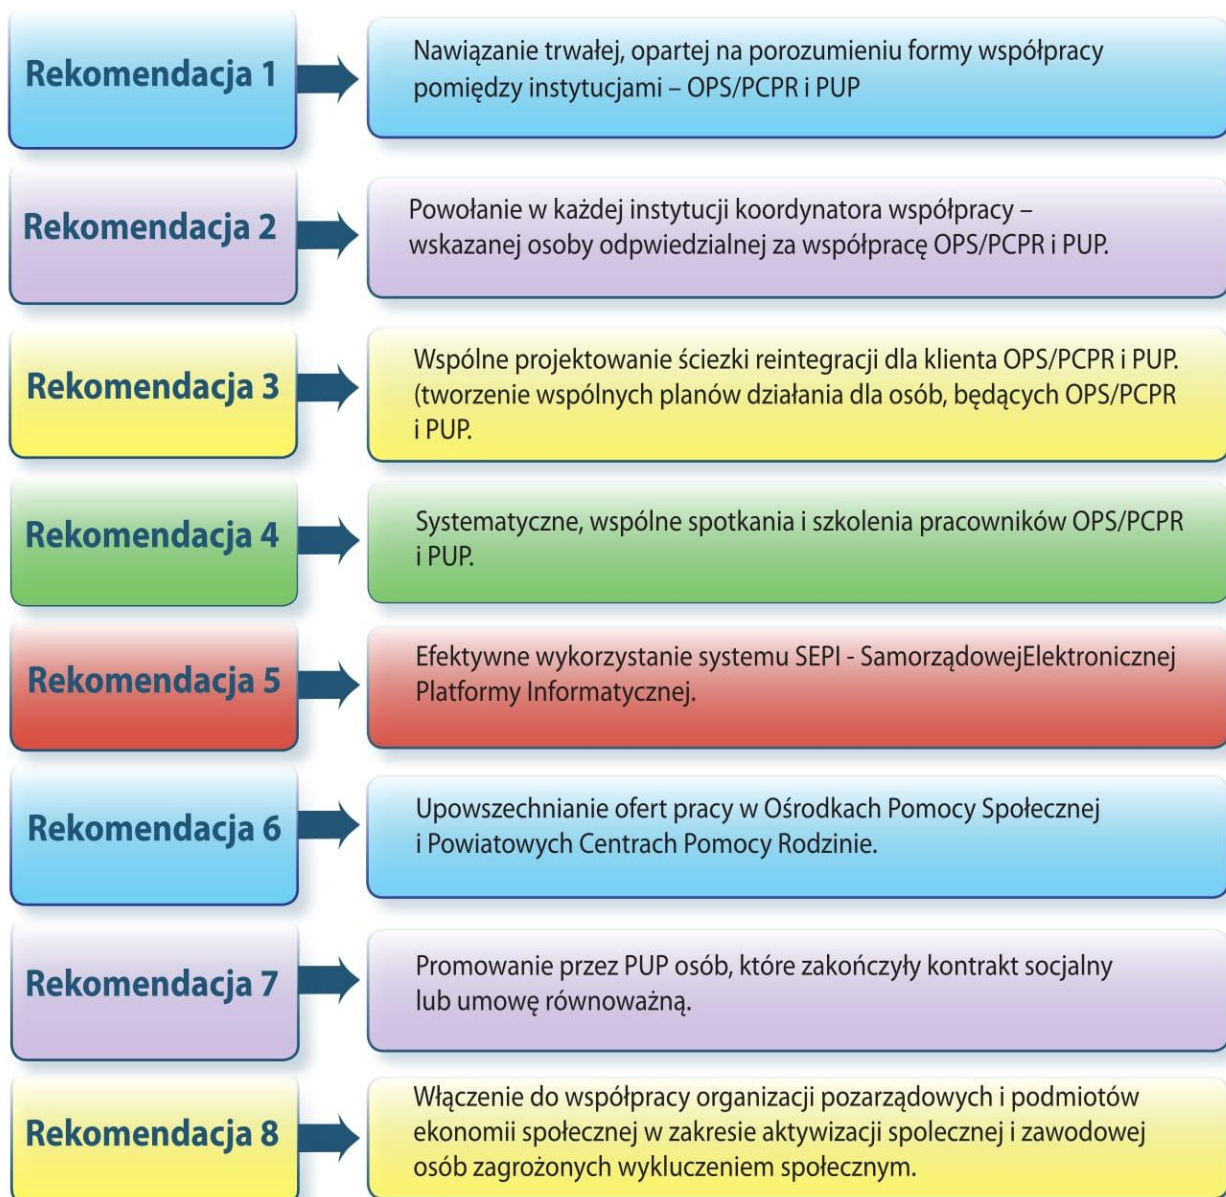 Rekomendacja 1
Nawiązanie trwałej, opartej na porozumieniu formy współpracy
pomiędzy instytucjami – OPS/PCPR i PUP
Rekomendacja 2
Powołanie w każdej instytucji koordynatora współpracy –
wskazanej osoby odpwiedzialnej za współpracę OPS/PCPR i PUP.
Rekomendacja 3
Wspólne projektowanie ściezki reintegracji dla klienta OPS/PCPR i PUP.
(tworzenie wspólnych planów działania dla osób, będących OPS/PCPR
i PUP.
Rekomendacja 4
Systematyczne, wspólne spotkania i szkolenia pracowników OPS/PCPR
i PUP.
Rekomendacja 5
Efektywne wykorzystanie systemu SEPI - SamorządowejElektronicznej
Platformy Informatycznej.
Rekomendacja 6
Upowszechnianie ofert pracy w Ośrodkach Pomocy Społecznej
i Powiatowych Centrach Pomocy Rodzinie.
Rekomendacja 7
Promowanie przez PUP osób, które zakończyły kontrakt socjalny
lub umowę równoważną.
Rekomendacja 8
Włączenie do współpracy organizacji pozarządowych i podmiotów
ekonomii społecznej w zakresie aktywizacji spolecznej i zawodowej
osób zagrożonych wykluczeniem społecznym.